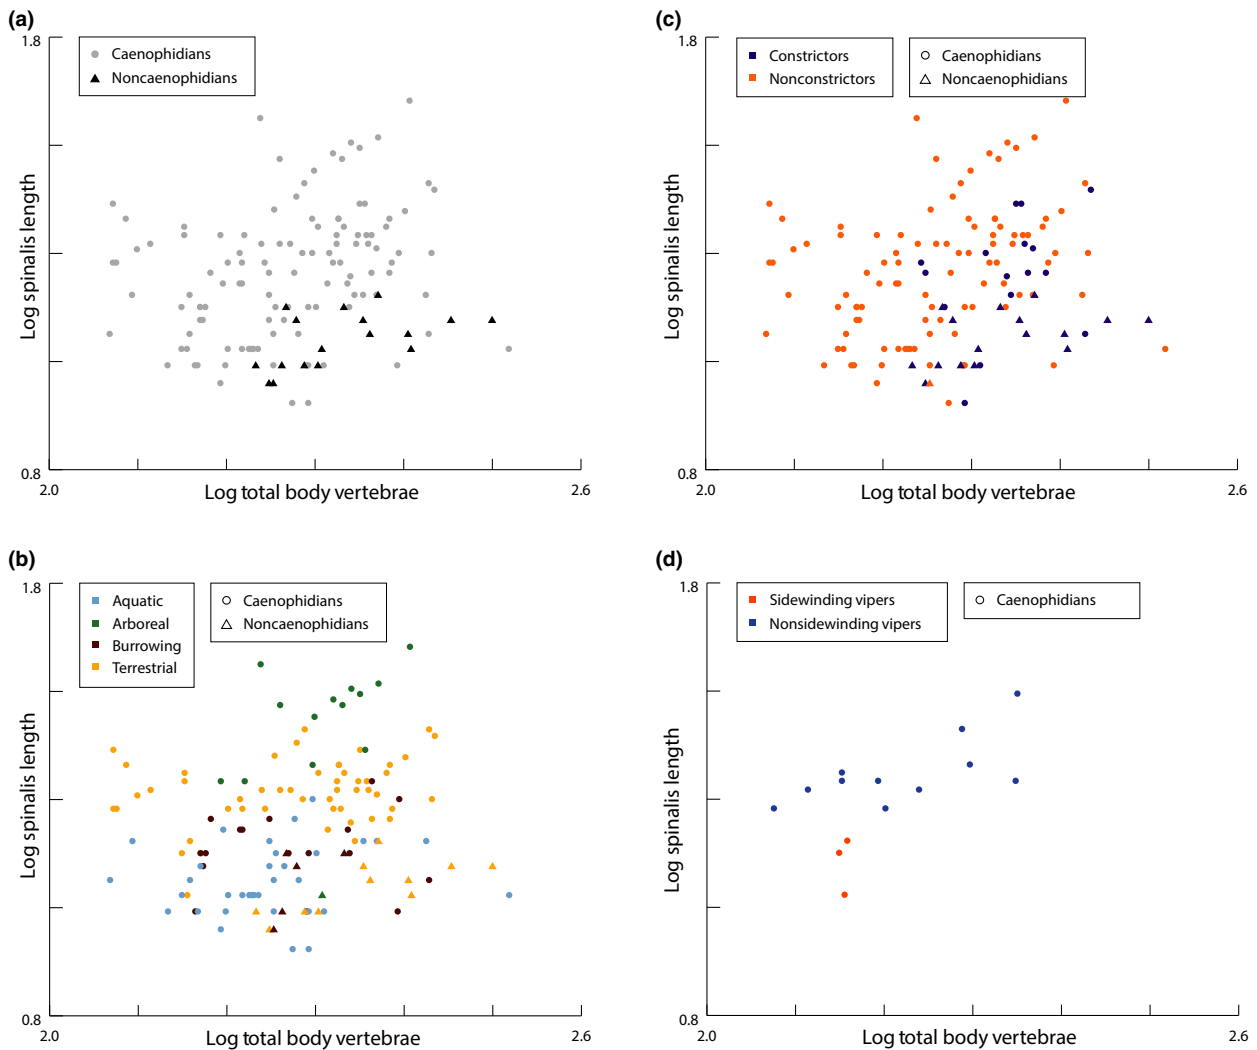 (a)
1.8
Caenophidians
Noncaenophidians
Log spinalis length
0.8
2.0
Log total body vertebrae
2.6
(c)
1.8
Constrictors
Nonconstrictors
Caenophidians
Noncaenophidians
Log spinalis length
0.8
2.0
Log total body vertebrae
2.6
(b)
1.8
Aquatic
Arboreal
Burrowing
Terrestrial
Caenophidians
Noncaenophidians
Log spinalis length
0.8
2.0
Log total body vertebrae
2.6
(d)
1.8
Sidewinding vipers
Nonsidewinding vipers
Caenophidians
Log spinalis length
0.8
2.0
Log total body vertebrae
2.6